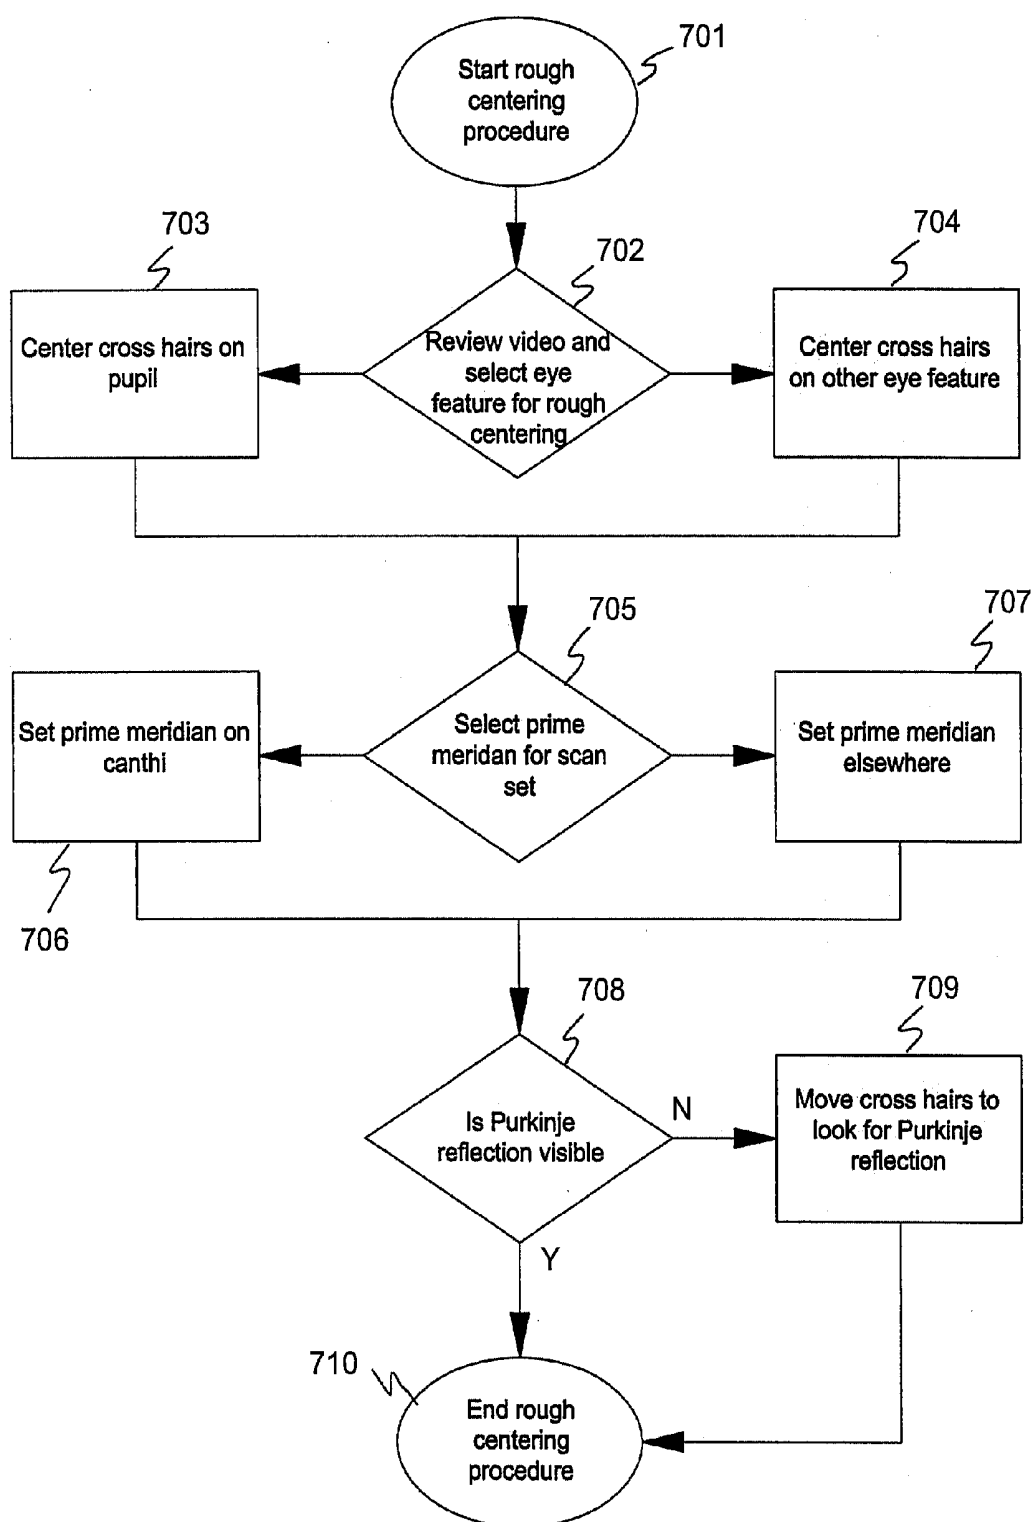 701
Start rough
centering
procedure
703
702
704
Center cross hairs on
pupil
Review video and
select eye
feature for rough
centering
Center cross hairs
on other eye feature
705
707
Set prime meridian on
canthi
Select prime
meridan for scan
set
Set prime meridian
elsewhere
706
708
709
Is Purkinje
reflection visible
N
Move cross hairs to
look for Purkinje
reflection
Y
710
End rough
centering
procedure